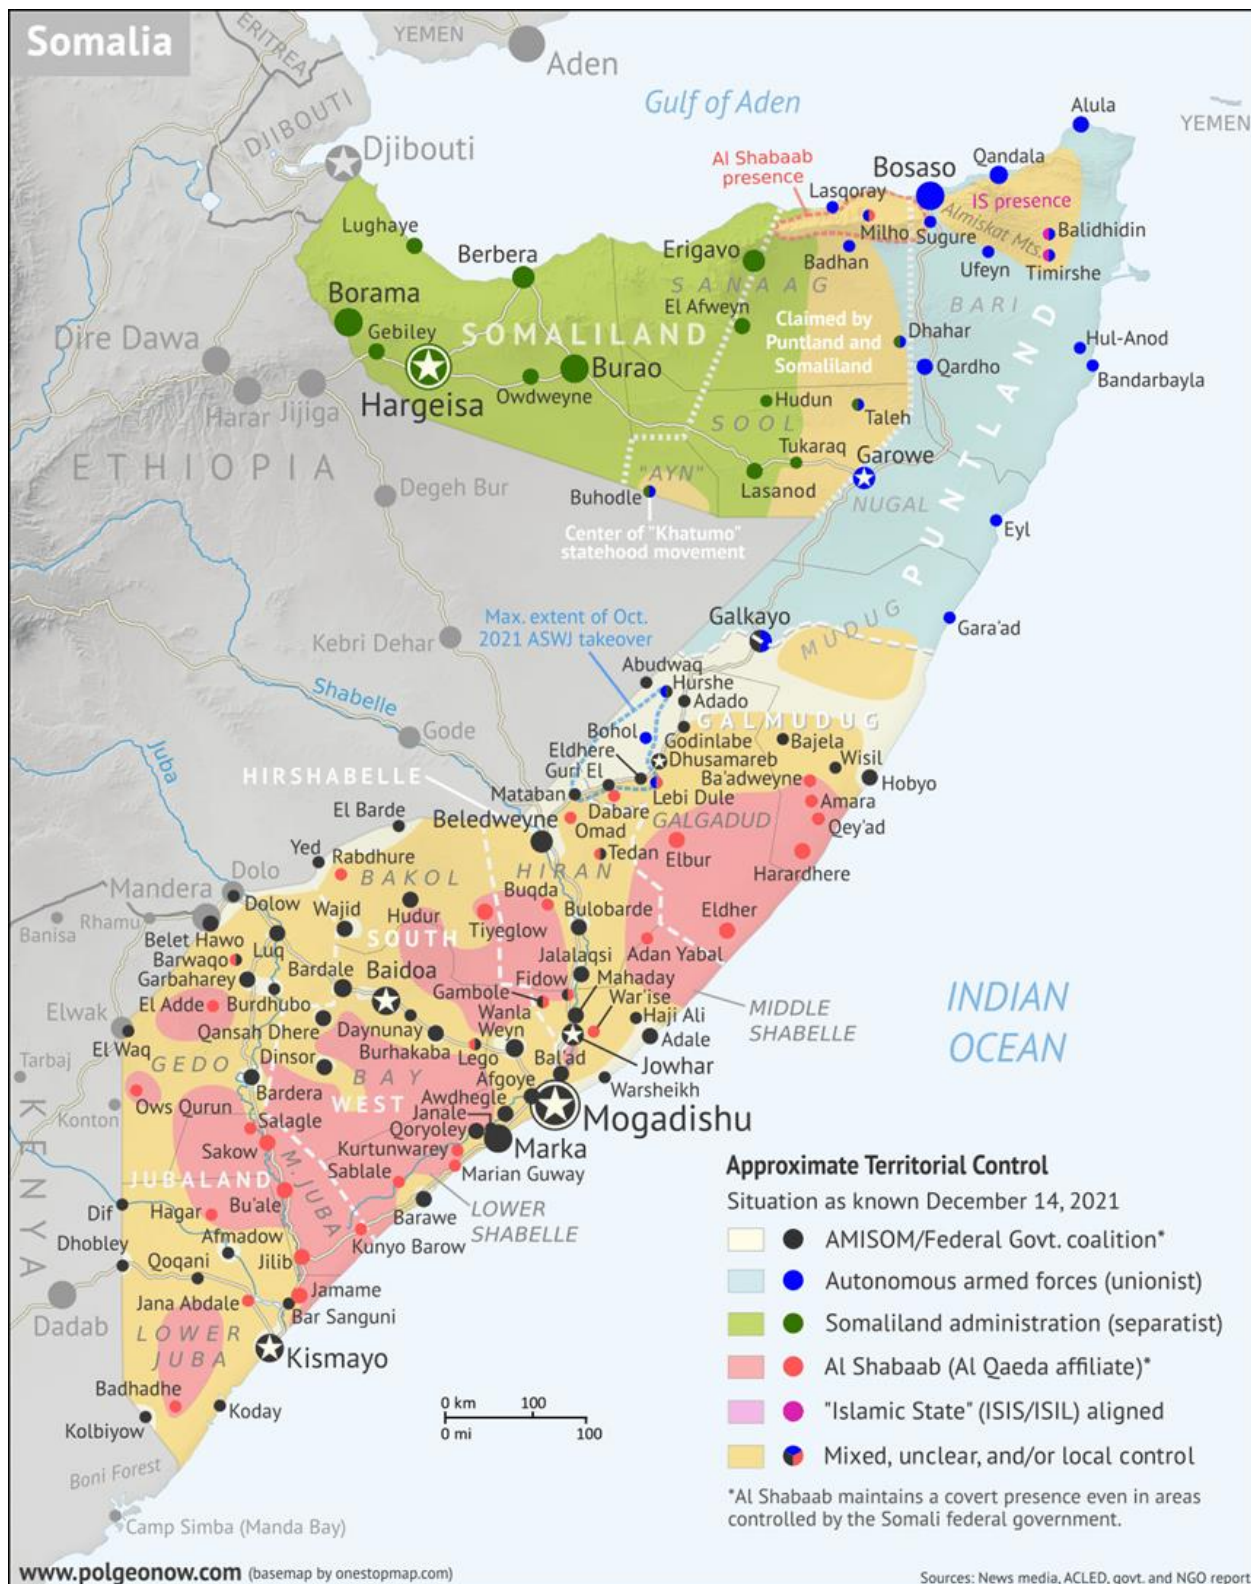 Somalia
ERITREA
YEMEN
Aden
DJIBOUTI
Djibouti
Gulf of Aden
Alula
YEMEN
Al Shabaab
presence
Bosaso
Qandala
Lasqoray
IS presence
Lughaye
Milho
Sugure
Almiskat Mts.
Balidhidin
Berbera
Erigavo
Badhan
Ufeyn
Timirshe
SANAAG
Borama
El Afweyn
BARI
Gebiley
SOMALILAND
Claimed by
Puntland and
Somaliland
Dhahar
Dire Dawa
Hul-Anod
Burao
Qardho
Bandarbayla
Harar
Jijiga
Hargeisa
Owdweyne
Hudun
Taleh
SOOL
PUNTLAND
ETHIOPIA
Tukaraq
Garowe
"AYN"
Degeh Bur
Buhodle
Lasanod
NUGAL
Center of "Khatumo"
statehood movement
Eyl
Max. extent of Oct.
2021 ASWJ takeover
Galkayo
MUDUG
Gara'ad
Kebri Dehar
Abudwaq
Hurshe
Shabelle
Adado
GALMUDUG
Gode
Bohol
Godinlabe
Bajela
Juba
Eldhere
Dhusamareb
Wisil
HIRSHABELLE
Guri El
Ba'adweyne
Hobyo
Mataban
Lebi Dule
El Barde
Dabare
Amara
Beledweyne
Omad
GALGADUD
Qey'ad
Yed
Rabdhure
Tedan
Elbur
Dolo
BAKOL
HIRAN
Harardhere
Mandera
Dolow
Wajid
Hudur
Buqda
Rhamu
Bulobarde
Eldher
Banisa
Belet Hawo
SOUTH
Tiyeglow
Barwaqo
Luq
Jalalaqsi
Adan Yabal
Garbaharey
Bardale
Baidoa
Fidow
Mahaday
El Adde
Burdhubo
Gambole
War'ise
MIDDLE
SHABELLE
INDIAN
OCEAN
Elwak
Wanla
Weyn
Haji Ali
Qansah Dhere
Daynunay
Adale
El Waq
Dinsor
Burhakaba
Lego
Bal'ad
Jowhar
Tarbaj
GEDO
BAY
Afgoye
Warsheikh
Bardera
Awdhegle
Konton
Ows Qurun
WEST
Janale
Mogadishu
Salagle
Qoryoley
KENYA
Sakow
Kurtunwarey
Marka
Sablale
Marian Guway
JUBALAND
M. JUBA
Dif
Hagar
Bu'ale
Barawe
LOWER
SHABELLE
Dhobley
Afmadow
Kunyo Barow
Qoqani
Jilib
Jamame
Jana Abdale
Bar Sanguni
Dadab
LOWER
JUBA
Kismayo
Badhadhe
Koday
Kolbiyow
Boni Forest
Camp Simba (Manda Bay)
0 km 100
0 mi 100
Approximate Territorial Control
Situation as known December 14, 2021
AMISOM/Federal Govt. coalition*
Autonomous armed forces (unionist)
Somaliland administration (separatist)
Al Shabaab (Al Qaeda affiliate)*
"Islamic State" (ISIS/ISIL) aligned
Mixed, unclear, and/or local control
*Al Shabaab maintains a covert presence even in areas
controlled by the Somali federal government.
www.polgeonow.com (basemap by onestopmap.com)
Sources: News media, ACLED, govt. and NGO report